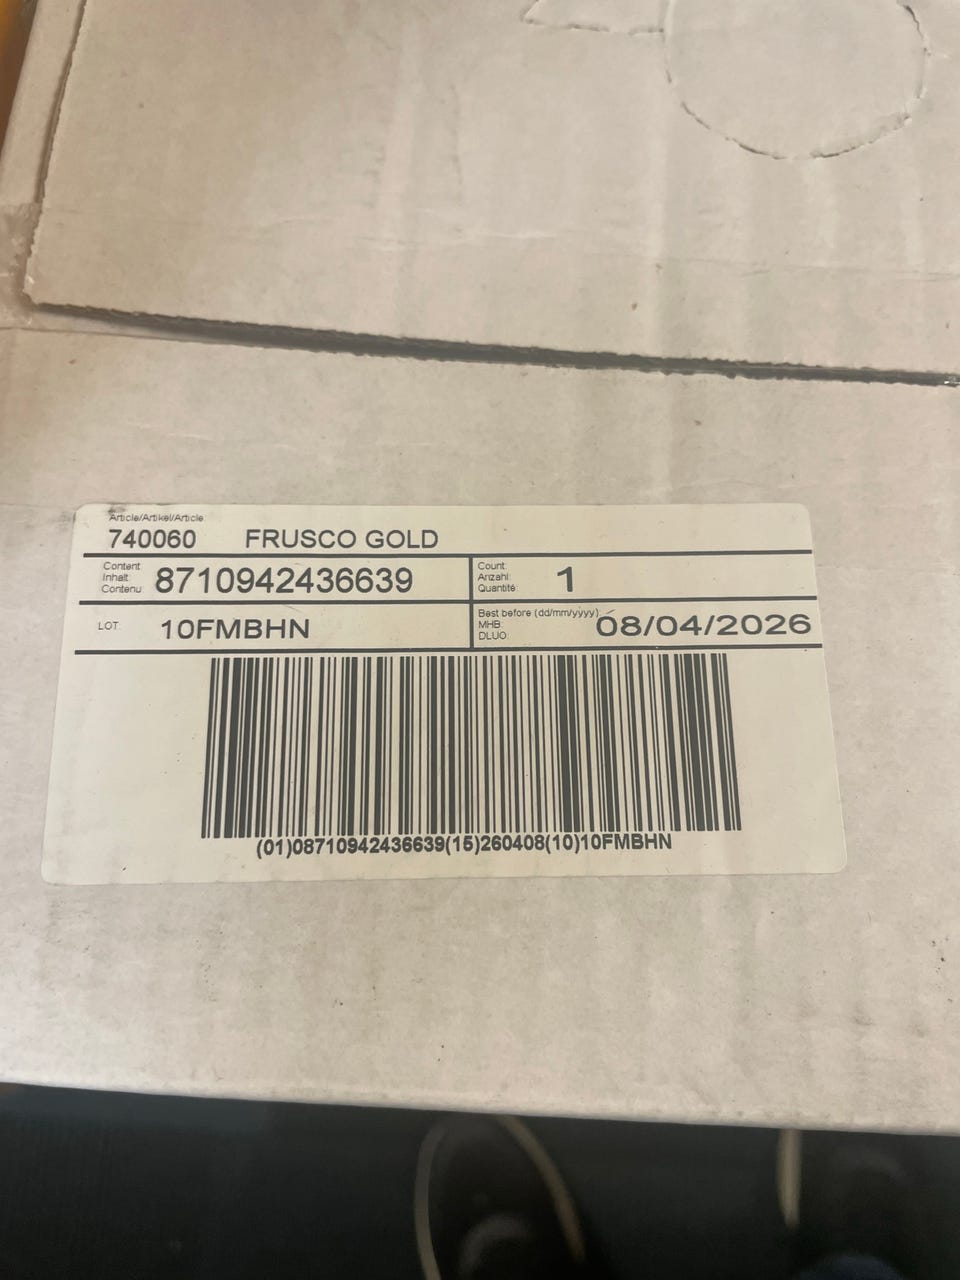 Article/Artikel/Article
740060 FRUSCO GOLD
Content
Inhalt
Contenu
8710942436639
Count
Anzahl
Quantité
1
LOT 10FMBHN
Best before (dd/mm/yyyy)
MHB
DLUO
08/04/2026
(01)08710942436639(15)260408(10)10FMBHN